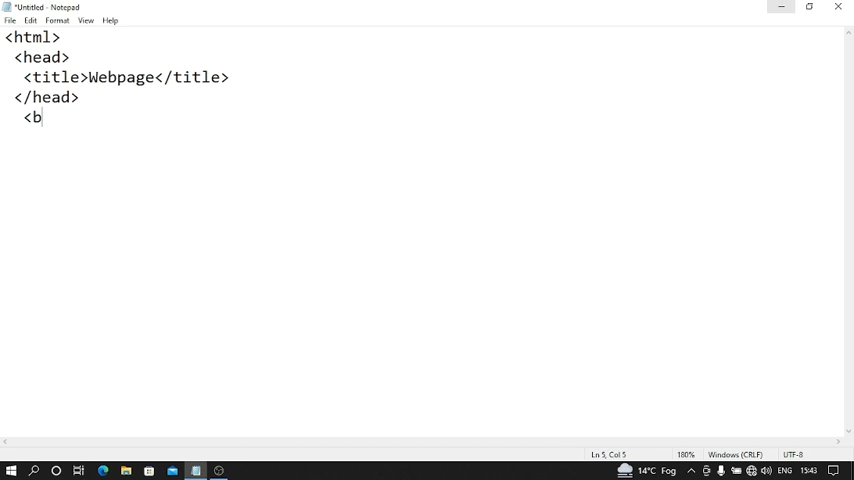 *Untitled - Notepad
File Edit Format View Help
<html>
<head>
<title>Webpage</title>
</head>
<b
Ln 5, Col 5 180% Windows (CRLF) UTF-8
14°C Fog ENG 15:43